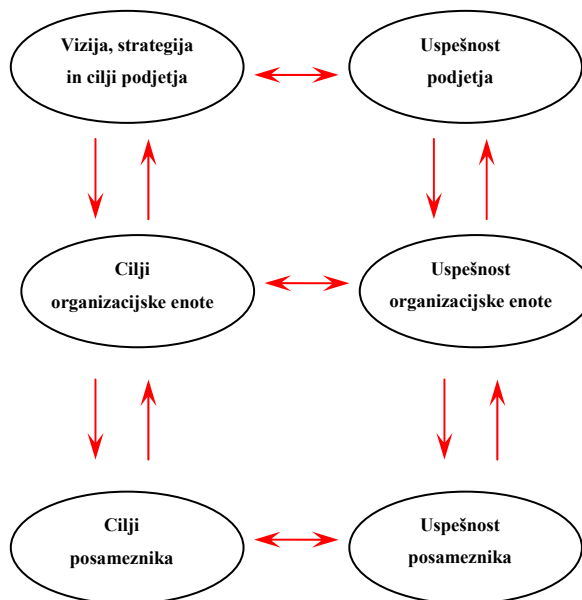 Vizija, strategija
in cilji podjetja
Uspešnost
podjetja
Cilji
organizacijske enote
Uspešnost
organizacijske enote
Cilji
posameznika
Uspešnost
posameznika